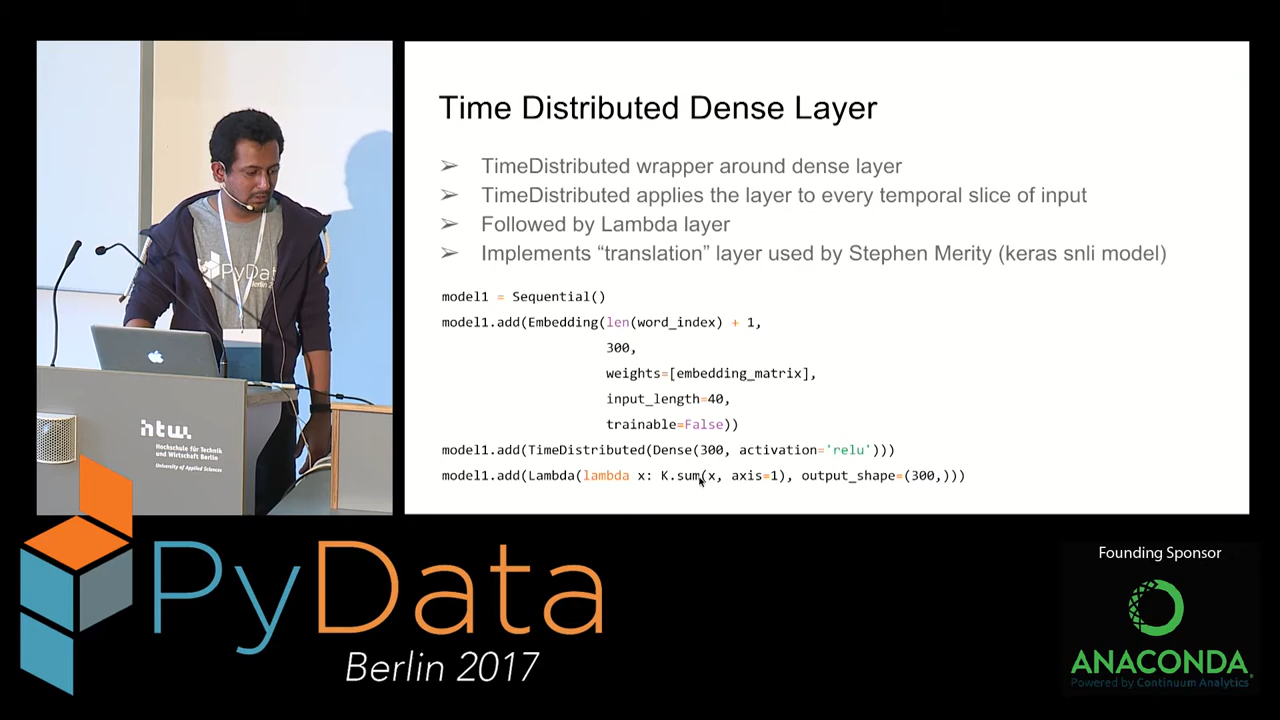 Time Distributed Dense Layer
➢ TimeDistributed wrapper around dense layer
➢ TimeDistributed applies the layer to every temporal slice of input
➢ Followed by Lambda layer
➢ Implements “translation” layer used by Stephen Merity (keras snli model)
model1 = Sequential()
model1.add(Embedding(len(word_index) + 1,
300,
weights=[embedding_matrix],
input_length=40,
trainable=False))
model1.add(TimeDistributed(Dense(300, activation='relu')))
model1.add(Lambda(lambda x: K.sum(x, axis=1), output_shape=(300,)))
PyData
Berlin 2
htw
Hochschule für Technik
und Wirtschaft Berlin
University of Applied Sciences
PyData
Berlin 2017
Founding Sponsor
ANACONDA
Powered by Continuum Analytics